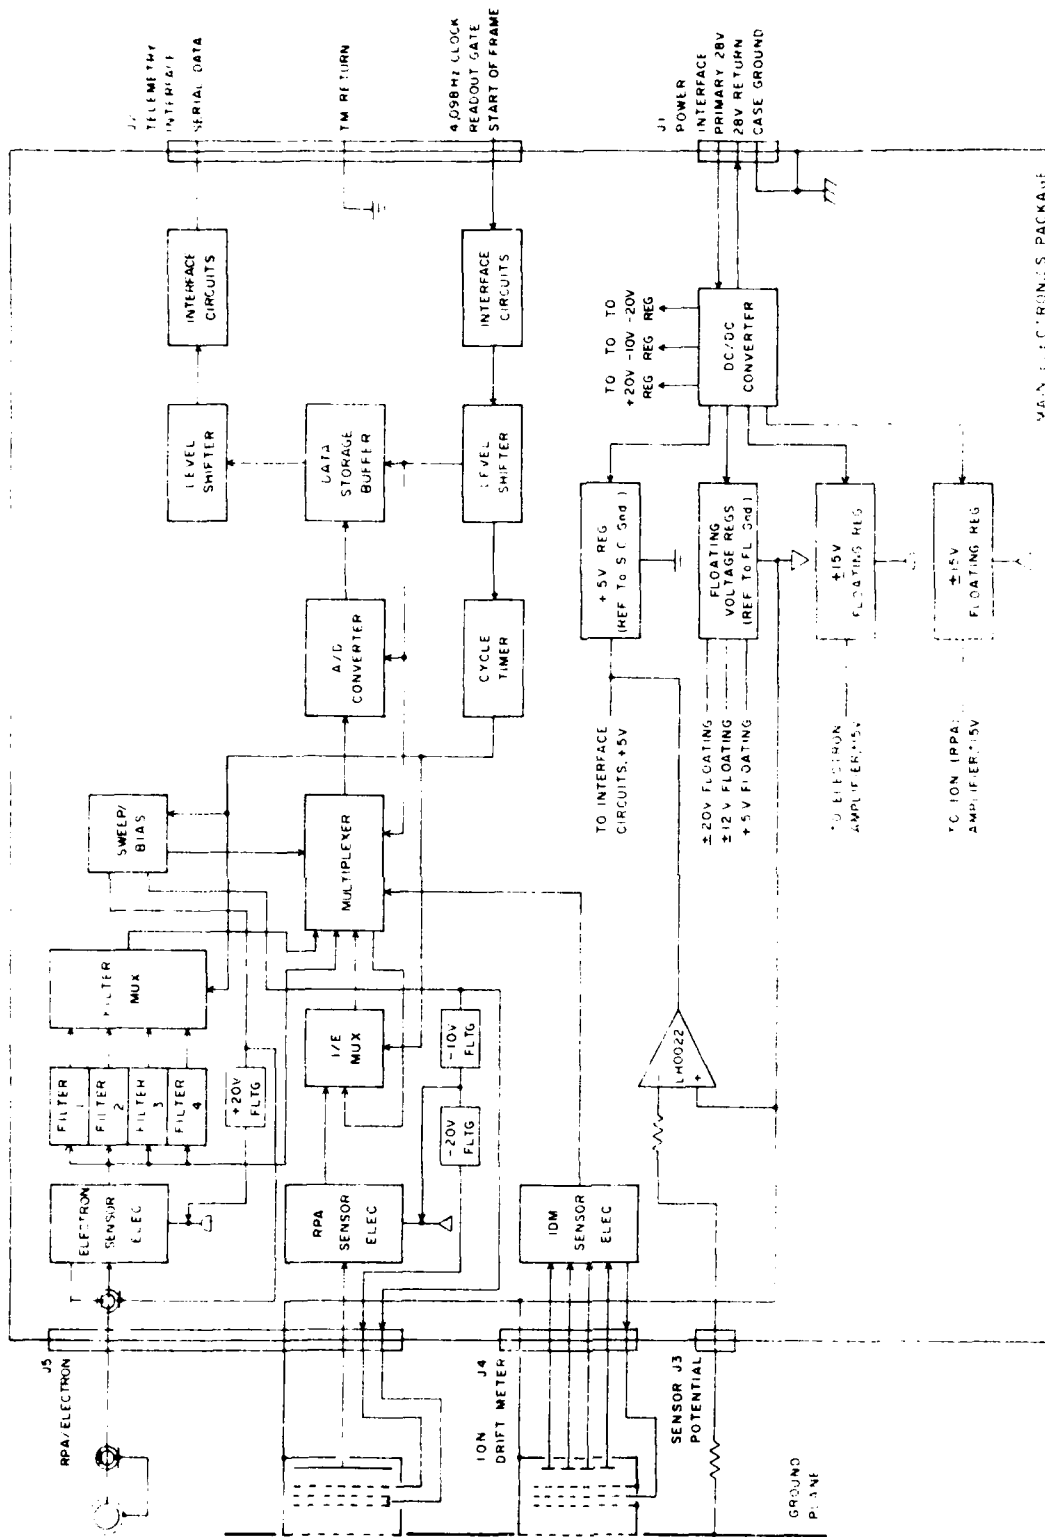 J5
RPA/ELECTRON
ELECTRON
SENSOR
ELEC
FILTER
1
FILTER
2
FILTER
3
FILTER
4
FILTER
MUX
+20V
FLTG
SWEEP/
BIAS
LEVEL
SHIFTER
INTERFACE
CIRCUITS
TELEMETRY
INTERFACE
SERIAL DATA
TM RETURN
RPA
SENSOR
ELEC
I/E
MUX
MULTIPLEXER
A/D
CONVERTER
DATA
STORAGE
BUFFER
-20V
FLTG
-10V
FLTG
CYCLE
TIMER
LEVEL
SHIFTER
INTERFACE
CIRCUITS
4,098Hz CLOCK
READOUT GATE
START OF FRAME
J4
ION
DRIFT METER
IDM
SENSOR
ELEC
SENSOR J3
POTENTIAL
GROUND
PLANE
LH0022
-
+
TO INTERFACE
CIRCUITS,+5V
+5V REG
(REF To S C Gnd)
±20V FLOATING
±12V FLOATING
+5V FLOATING
FLOATING
VOLTAGE REGS
(REF To FL Gnd)
TO ELECTRON
AMPLIFIER,
±15V
FLOATING REG
TO ION (RPA)
AMPLIFIER,
±15V
FLOATING REG
TO TO TO
+20V -10V -20V
REG REG REG
DC/DC
CONVERTER
J1
POWER
INTERFACE
PRIMARY 28V
28V RETURN
CASE GROUND
MAIN ELECTRONICS PACKAGE